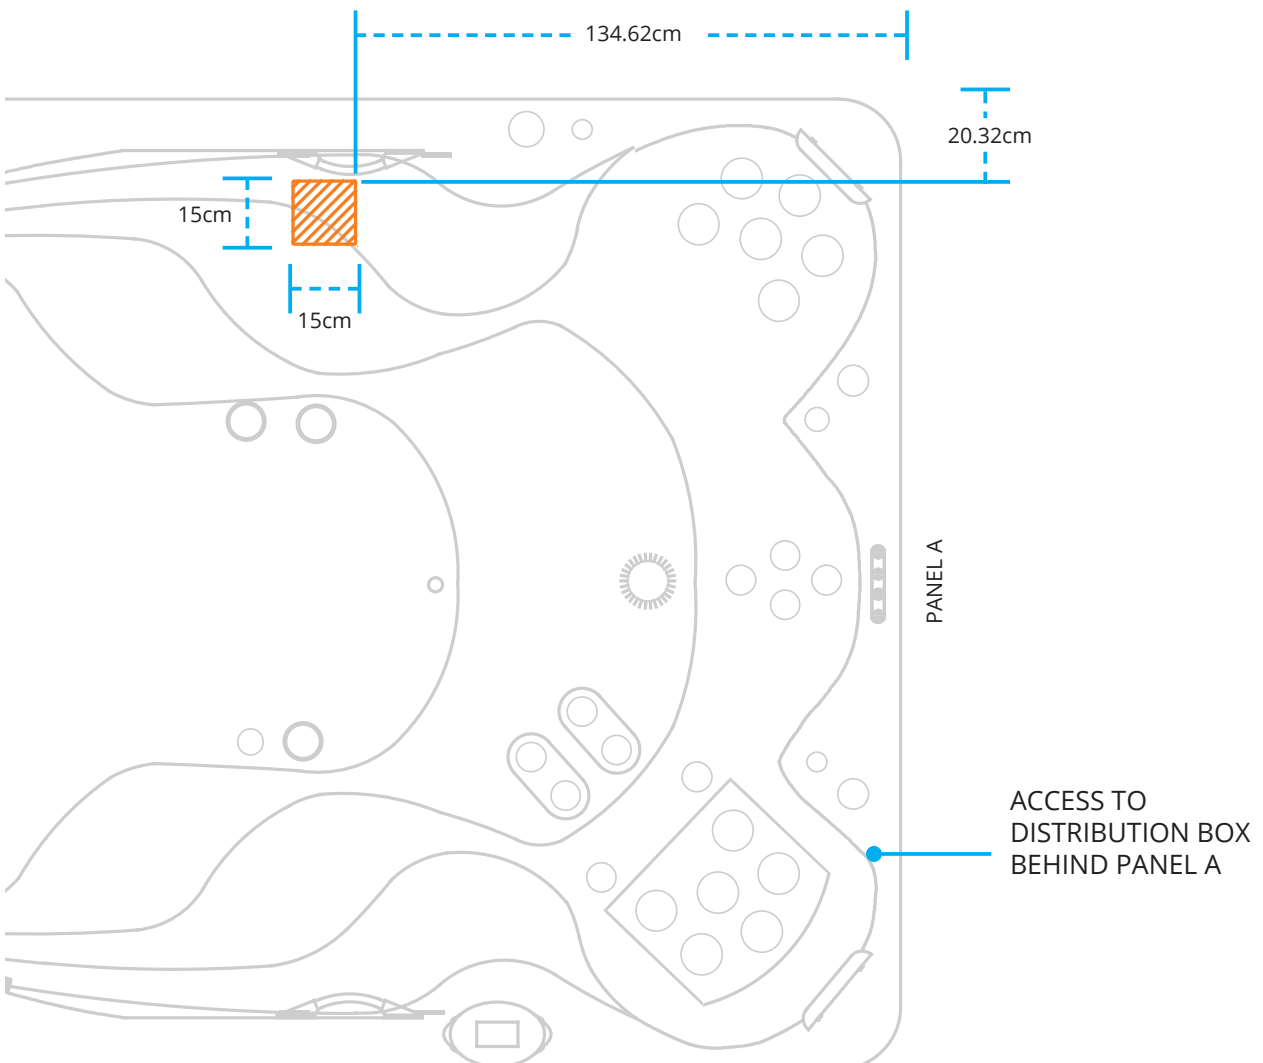 134.62cm
20.32cm
15cm
15cm
PANEL A
ACCESS TO
DISTRIBUTION BOX
BEHIND PANEL A